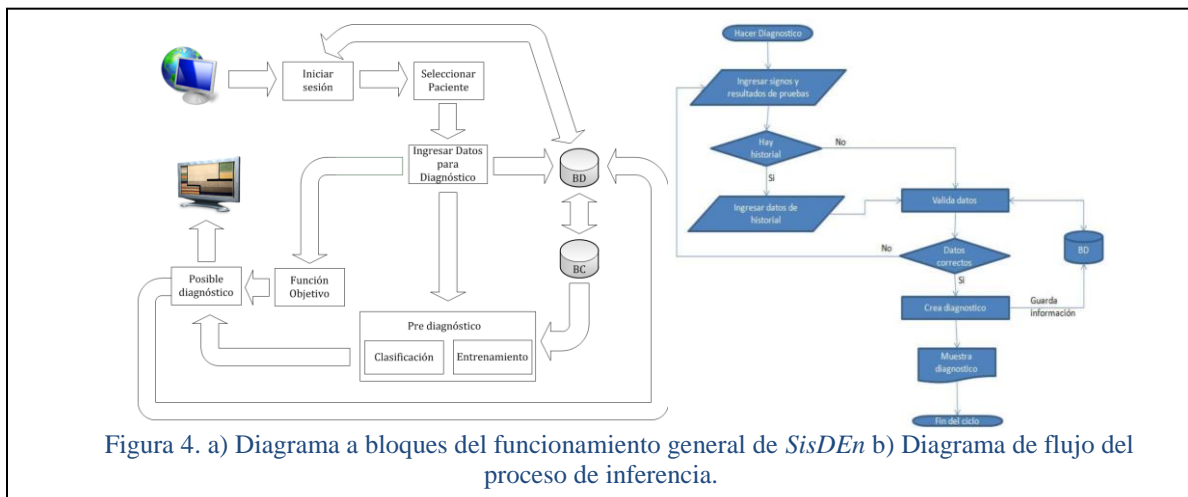 Iniciar
sesión
Seleccionar
Paciente
Ingresar Datos
para
Diagnóstico
BD
BC
Posible
diagnóstico
Función
Objetivo
Pre diagnóstico
Clasificación
Entrenamiento
Hacer Diagnostico
Ingresar signos y
resultados de pruebas
Hay
historial
No
Si
Ingresar datos de
historial
Valida datos
No
Datos
correctos
BD
Si
Crea diagnostico
Guarda
información
Muestra
diagnostico
Fin del ciclo
Figura 4. a) Diagrama a bloques del funcionamiento general de SisDEn b) Diagrama de flujo del
proceso de inferencia.